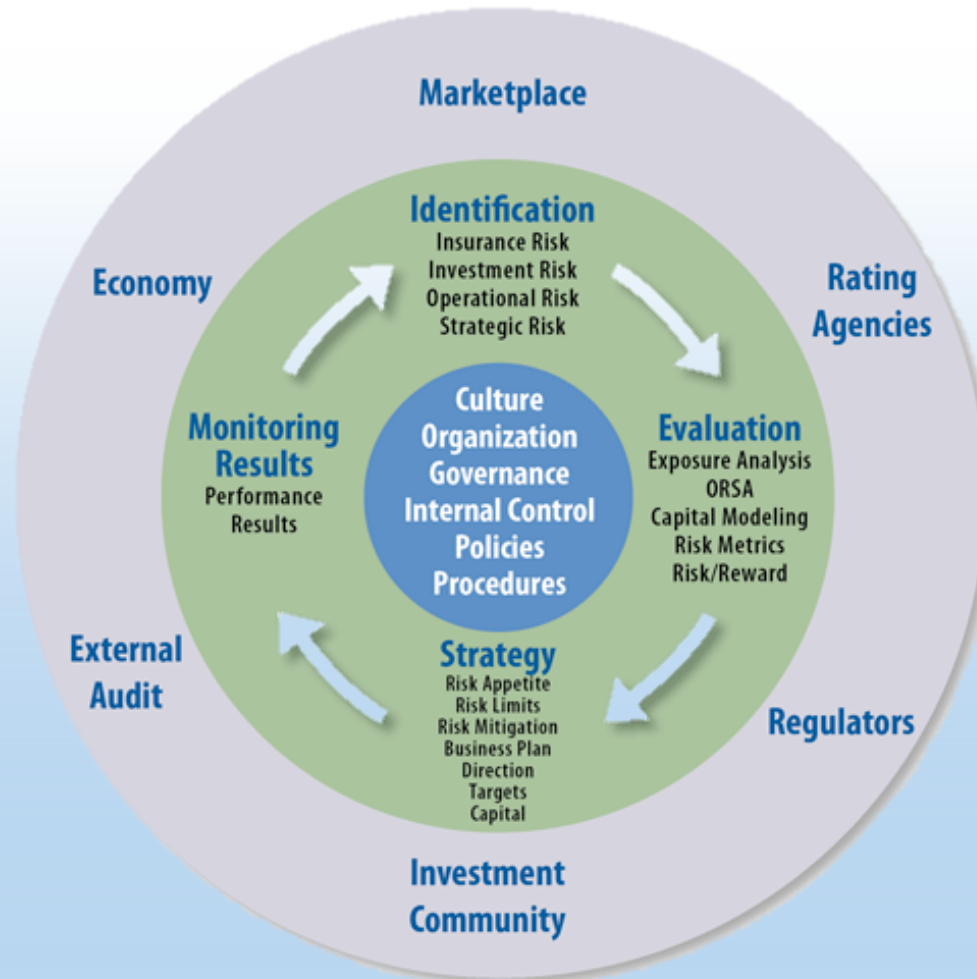 Marketplace
Identification
Insurance Risk
Investment Risk
Operational Risk
Strategic Risk
Economy
Rating
Agencies
Culture
Organization
Governance
Internal Control
Policies
Procedures
Monitoring
Results
Performance
Results
Evaluation
Exposure Analysis
ORSA
Capital Modeling
Risk Metrics
Risk/Reward
Strategy
Risk Appetite
Risk Limits
Risk Mitigation
Business Plan
Direction
Targets
Capital
External
Audit
Regulators
Investment
Community